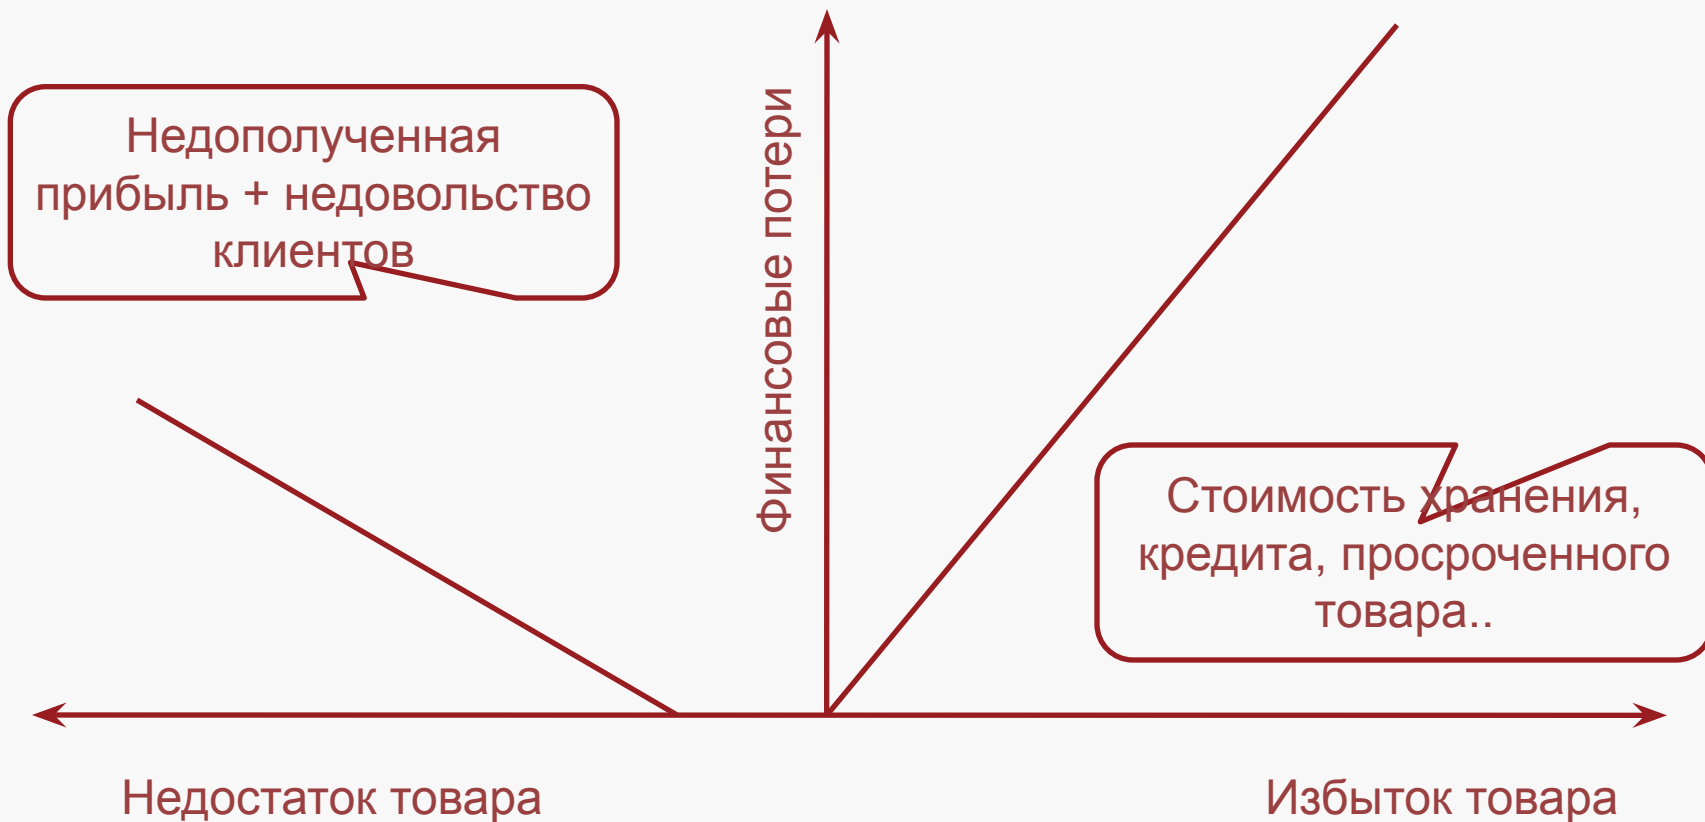 Недополученная
прибыль + недовольство
клиентов
Финансовые потери
Стоимость хранения,
кредита, просроченного
товара..
Недостаток товара
Избыток товара